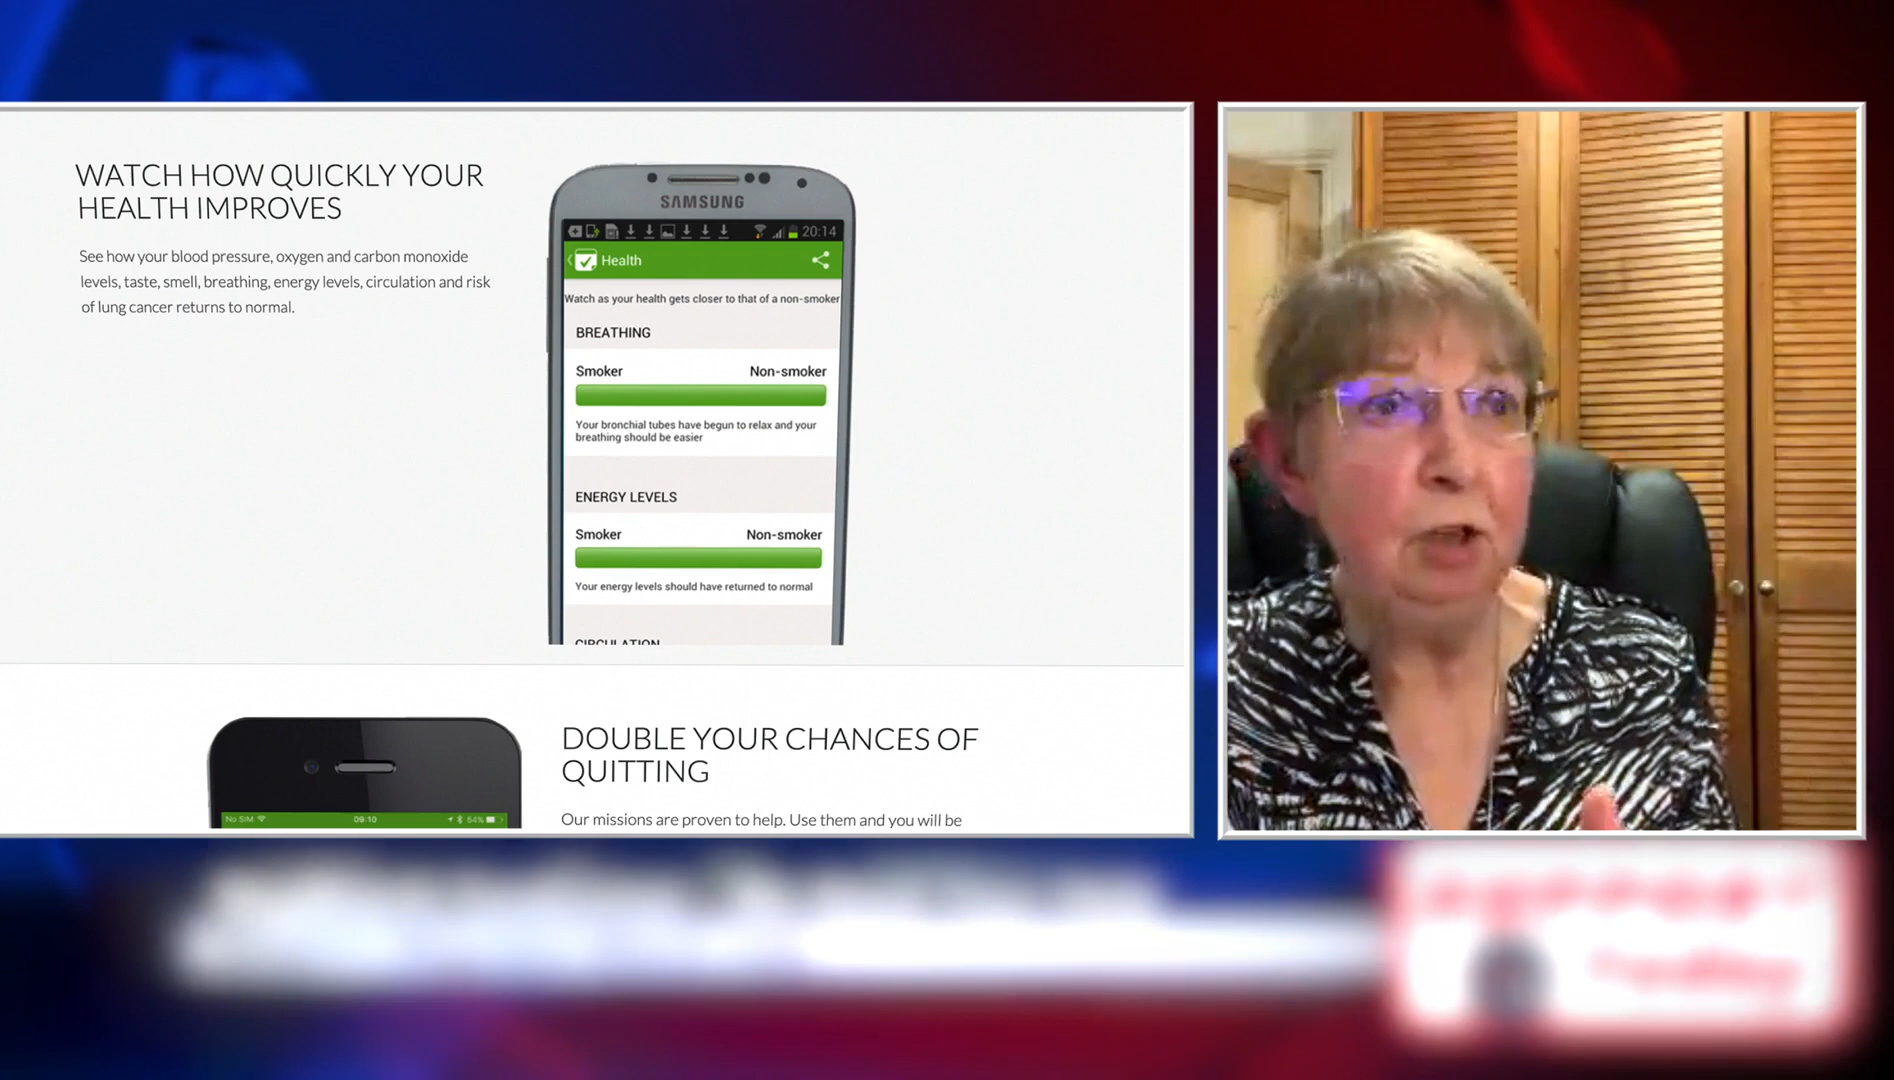 WATCH HOW QUICKLY YOUR
HEALTH IMPROVES
See how your blood pressure, oxygen and carbon monoxide
levels, taste, smell, breathing, energy levels, circulation and risk
of lung cancer returns to normal.
SAMSUNG
20:14
Health
Watch as your health gets closer to that of a non-smoker
BREATHING
Smoker Non-smoker
Your bronchial tubes have begun to relax and your
breathing should be easier
ENERGY LEVELS
Smoker Non-smoker
Your energy levels should have returned to normal
CIRCULATION
DOUBLE YOUR CHANCES OF
QUITTING
Our missions are proven to help. Use them and you will be
No SIM 09:10 54%